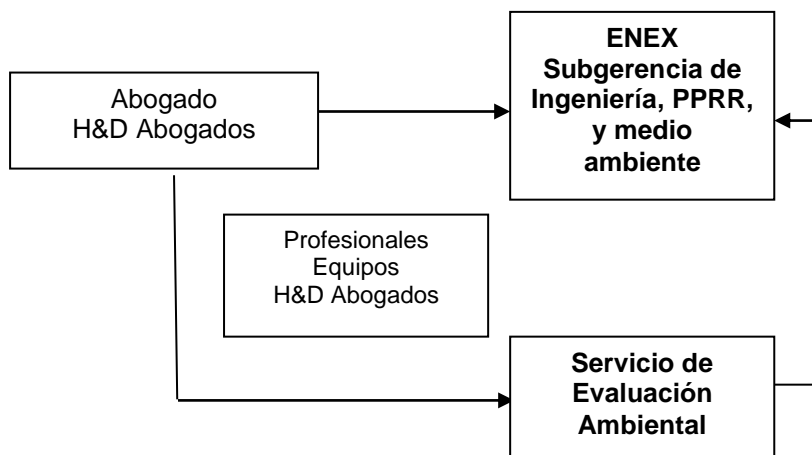 ENEX
Subgerencia de
Ingeniería, PPRR,
y medio
ambiente
Abogado
H&D Abogados
Profesionales
Equipos
H&D Abogados
Servicio de
Evaluación
Ambiental